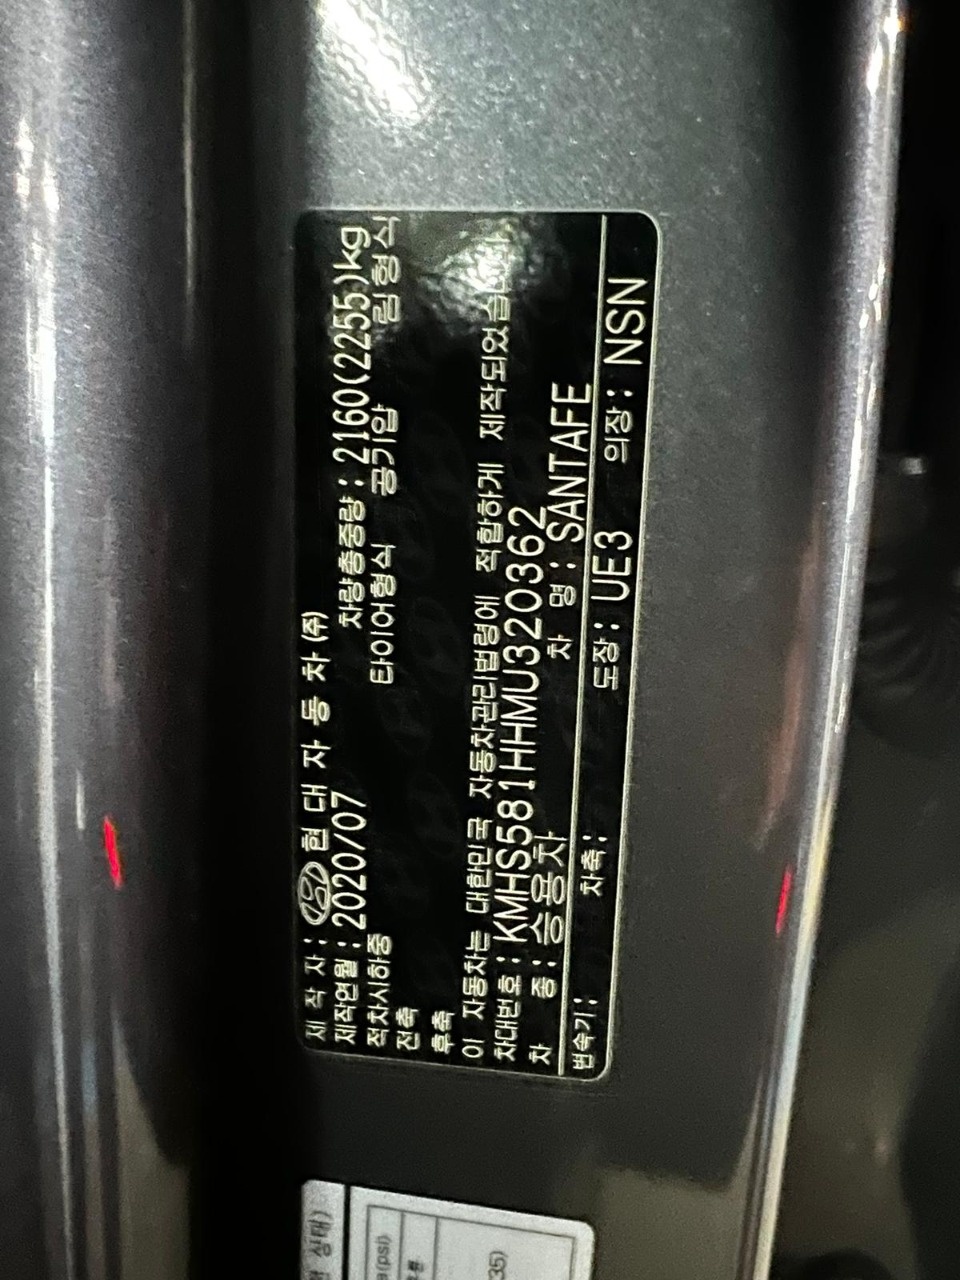 제 작 자 : 현 대 자 동 차 (주)
제작연월 : 2020/07 차량총중량 : 2160(2255)kg
적차시하중 타이어형식 공기압 림형식
전축
후축
이 자동차는 대한민국 자동차관리법령에 적합하게 제작되었습니다
차대번호 : KMHS581HHMU320362
차 종 : 승용차 차 명 : SANTAFE
변속기 : 차축 : 도장 : UE3 의장 : NSN
상태)
(psi)
35)